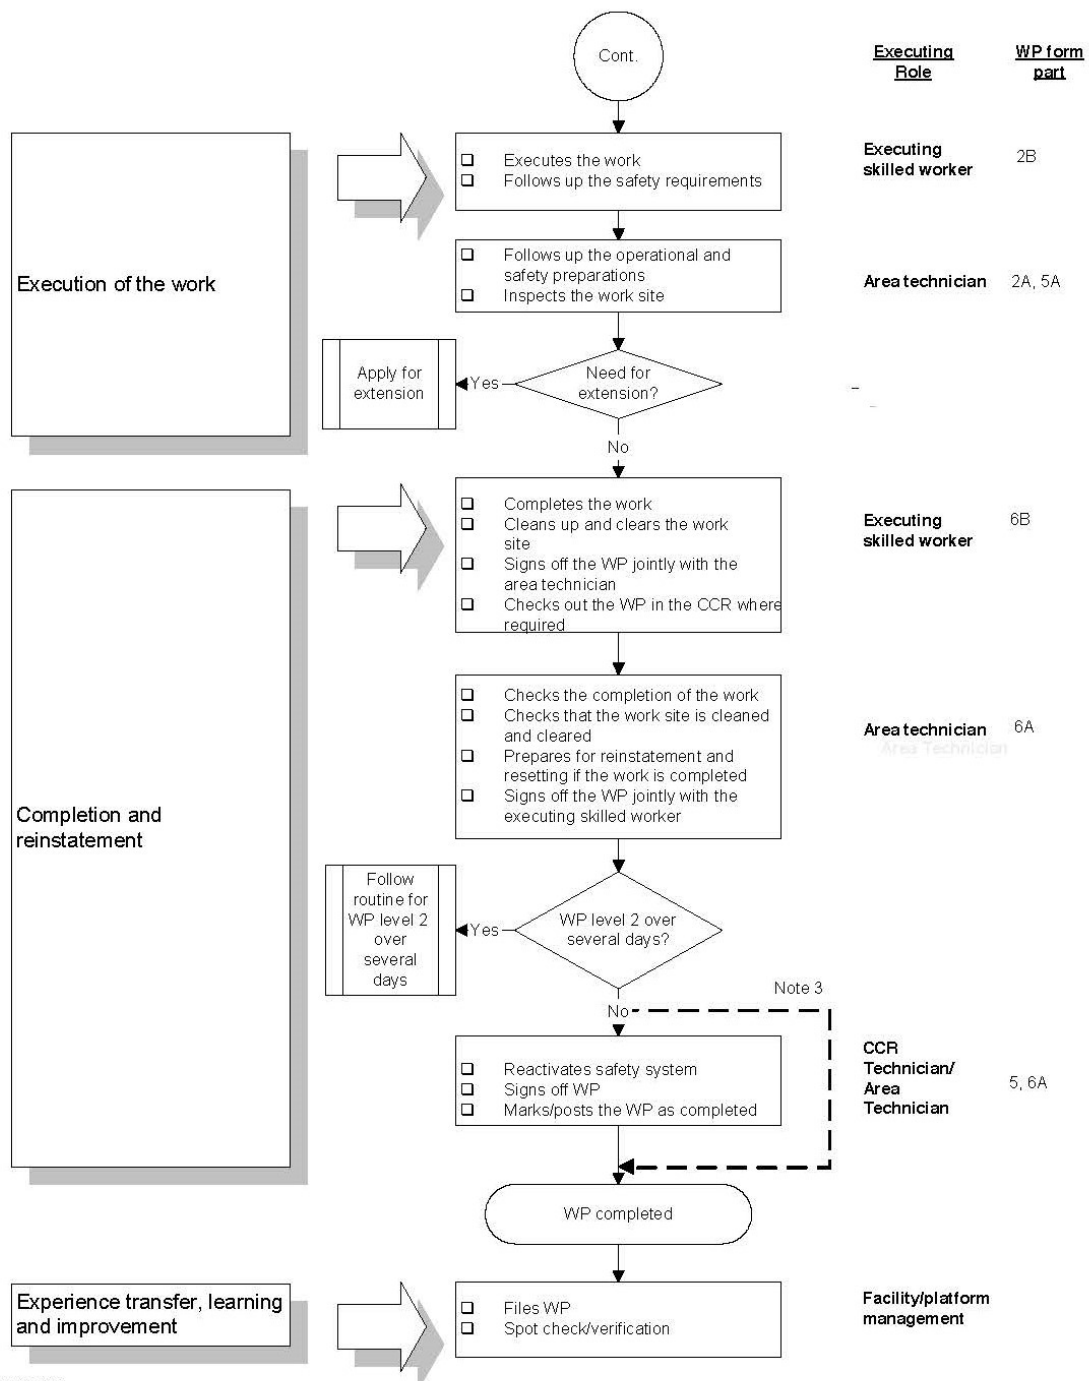 Cont.
Executing
Role
WP form
part
Executes the work
Follows up the safety requirements
Executing
skilled worker
2B
Execution of the work
Follows up the operational and
safety preparations
Inspects the work site
Area technician
2A, 5A
Apply for
extension
Yes
Need for
extension?
No
Completes the work
Cleans up and clears the work
site
Signs off the WP jointly with the
area technician
Checks out the WP in the CCR where
required
Executing
skilled worker
6B
Completion and
reinstatement
Checks the completion of the work
Checks that the work site is cleaned
and cleared
Prepares for reinstatement and
resetting if the work is completed
Signs off the WP jointly with the
executing skilled worker
Area technician
6A
Area Technician
Follow
routine for
WP level 2
over
several
days
Yes
WP level 2 over
several days?
Note 3
No
Reactivates safety system
Signs off WP
Marks/posts the WP as completed
CCR
Technician/
Area
Technician
5, 6A
WP completed
Experience transfer, learning
and improvement
Files WP
Spot check/verification
Facility/platform
management